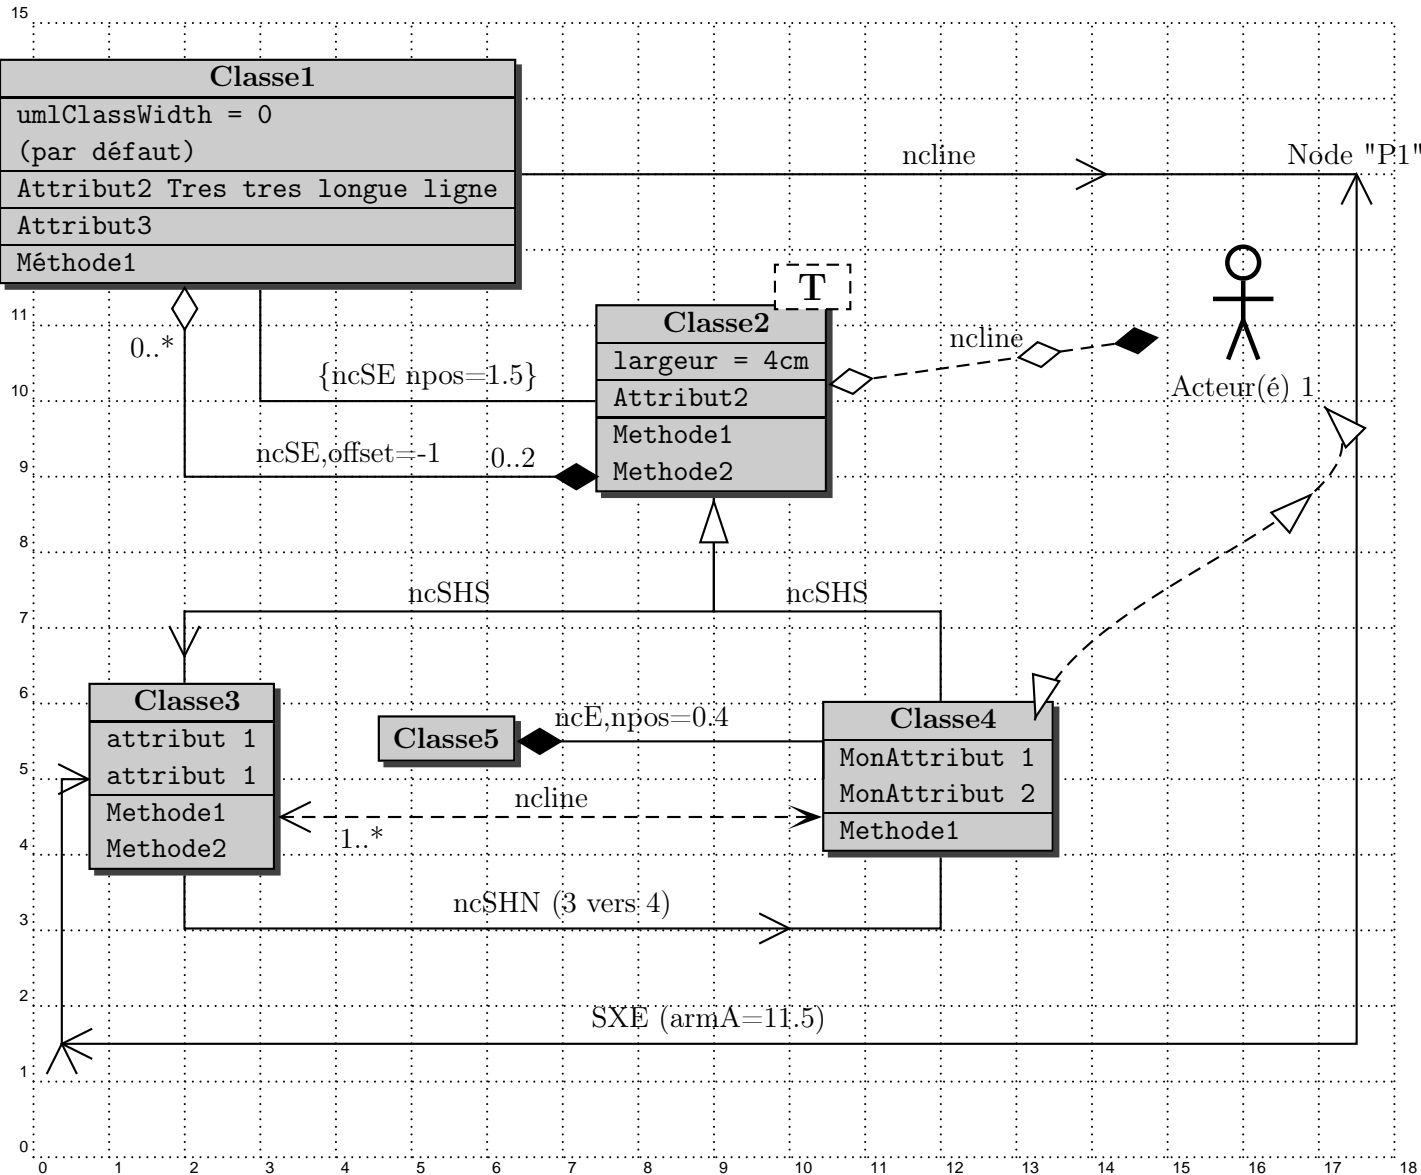 15
Classe1
umlClassWidth = 0
(par défaut)
Attribut2 Tres tres longue ligne
Attribut3
Méthode1
ncline
Node "P1"
T
11
Classe2
largeur = 4cm
Attribut2
Methode1
Methode2
0..*
{ncSE npos=1.5}
ncline
Acteur(é) 1
10
ncSE,offset=-1
0..2
9
8
ncSHS
ncSHS
7
6
Classe3
attribut 1
attribut 1
Methode1
Methode2
Classe5
ncE,npos=0.4
Classe4
MonAttribut 1
MonAttribut 2
Methode1
5
ncline
1..*
4
ncSHN (3 vers 4)
3
2
SXE (armA=11.5)
1
0
0 1 2 3 4 5 6 7 8 9 10 11 12 13 14 15 16 17 18